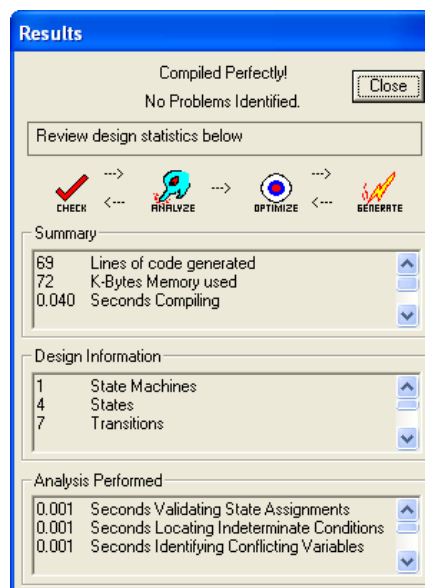 Results
Compiled Perfectly!
No Problems Identified.
Close
Review design statistics below
CHECK
--->
<---
ANALYZE
--->
OPTIMIZE
--->
<---
GENERATE
Summary
69 Lines of code generated
72 K-Bytes Memory used
0.040 Seconds Compiling
Design Information
1 State Machines
4 States
7 Transitions
Analysis Performed
0.001 Seconds Validating State Assignments
0.001 Seconds Locating Indeterminate Conditions
0.001 Seconds Identifying Conflicting Variables